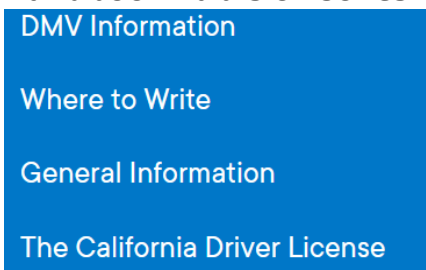 DMV Information
Where to Write
General Information
The California Driver License